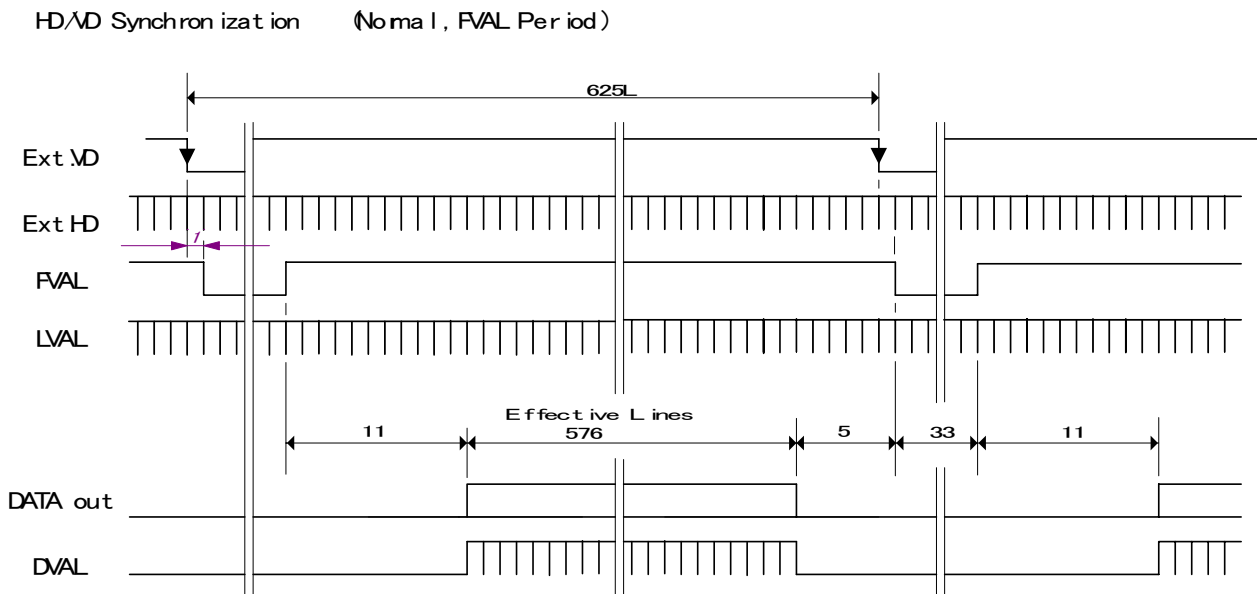 HD/VD Synchronization (Normal, FVAL Period)
625L
Ext.VD
Ext HD
1
FVAL
LVAL
Effective Lines
11 576 5 33 11
DATA out
DVAL